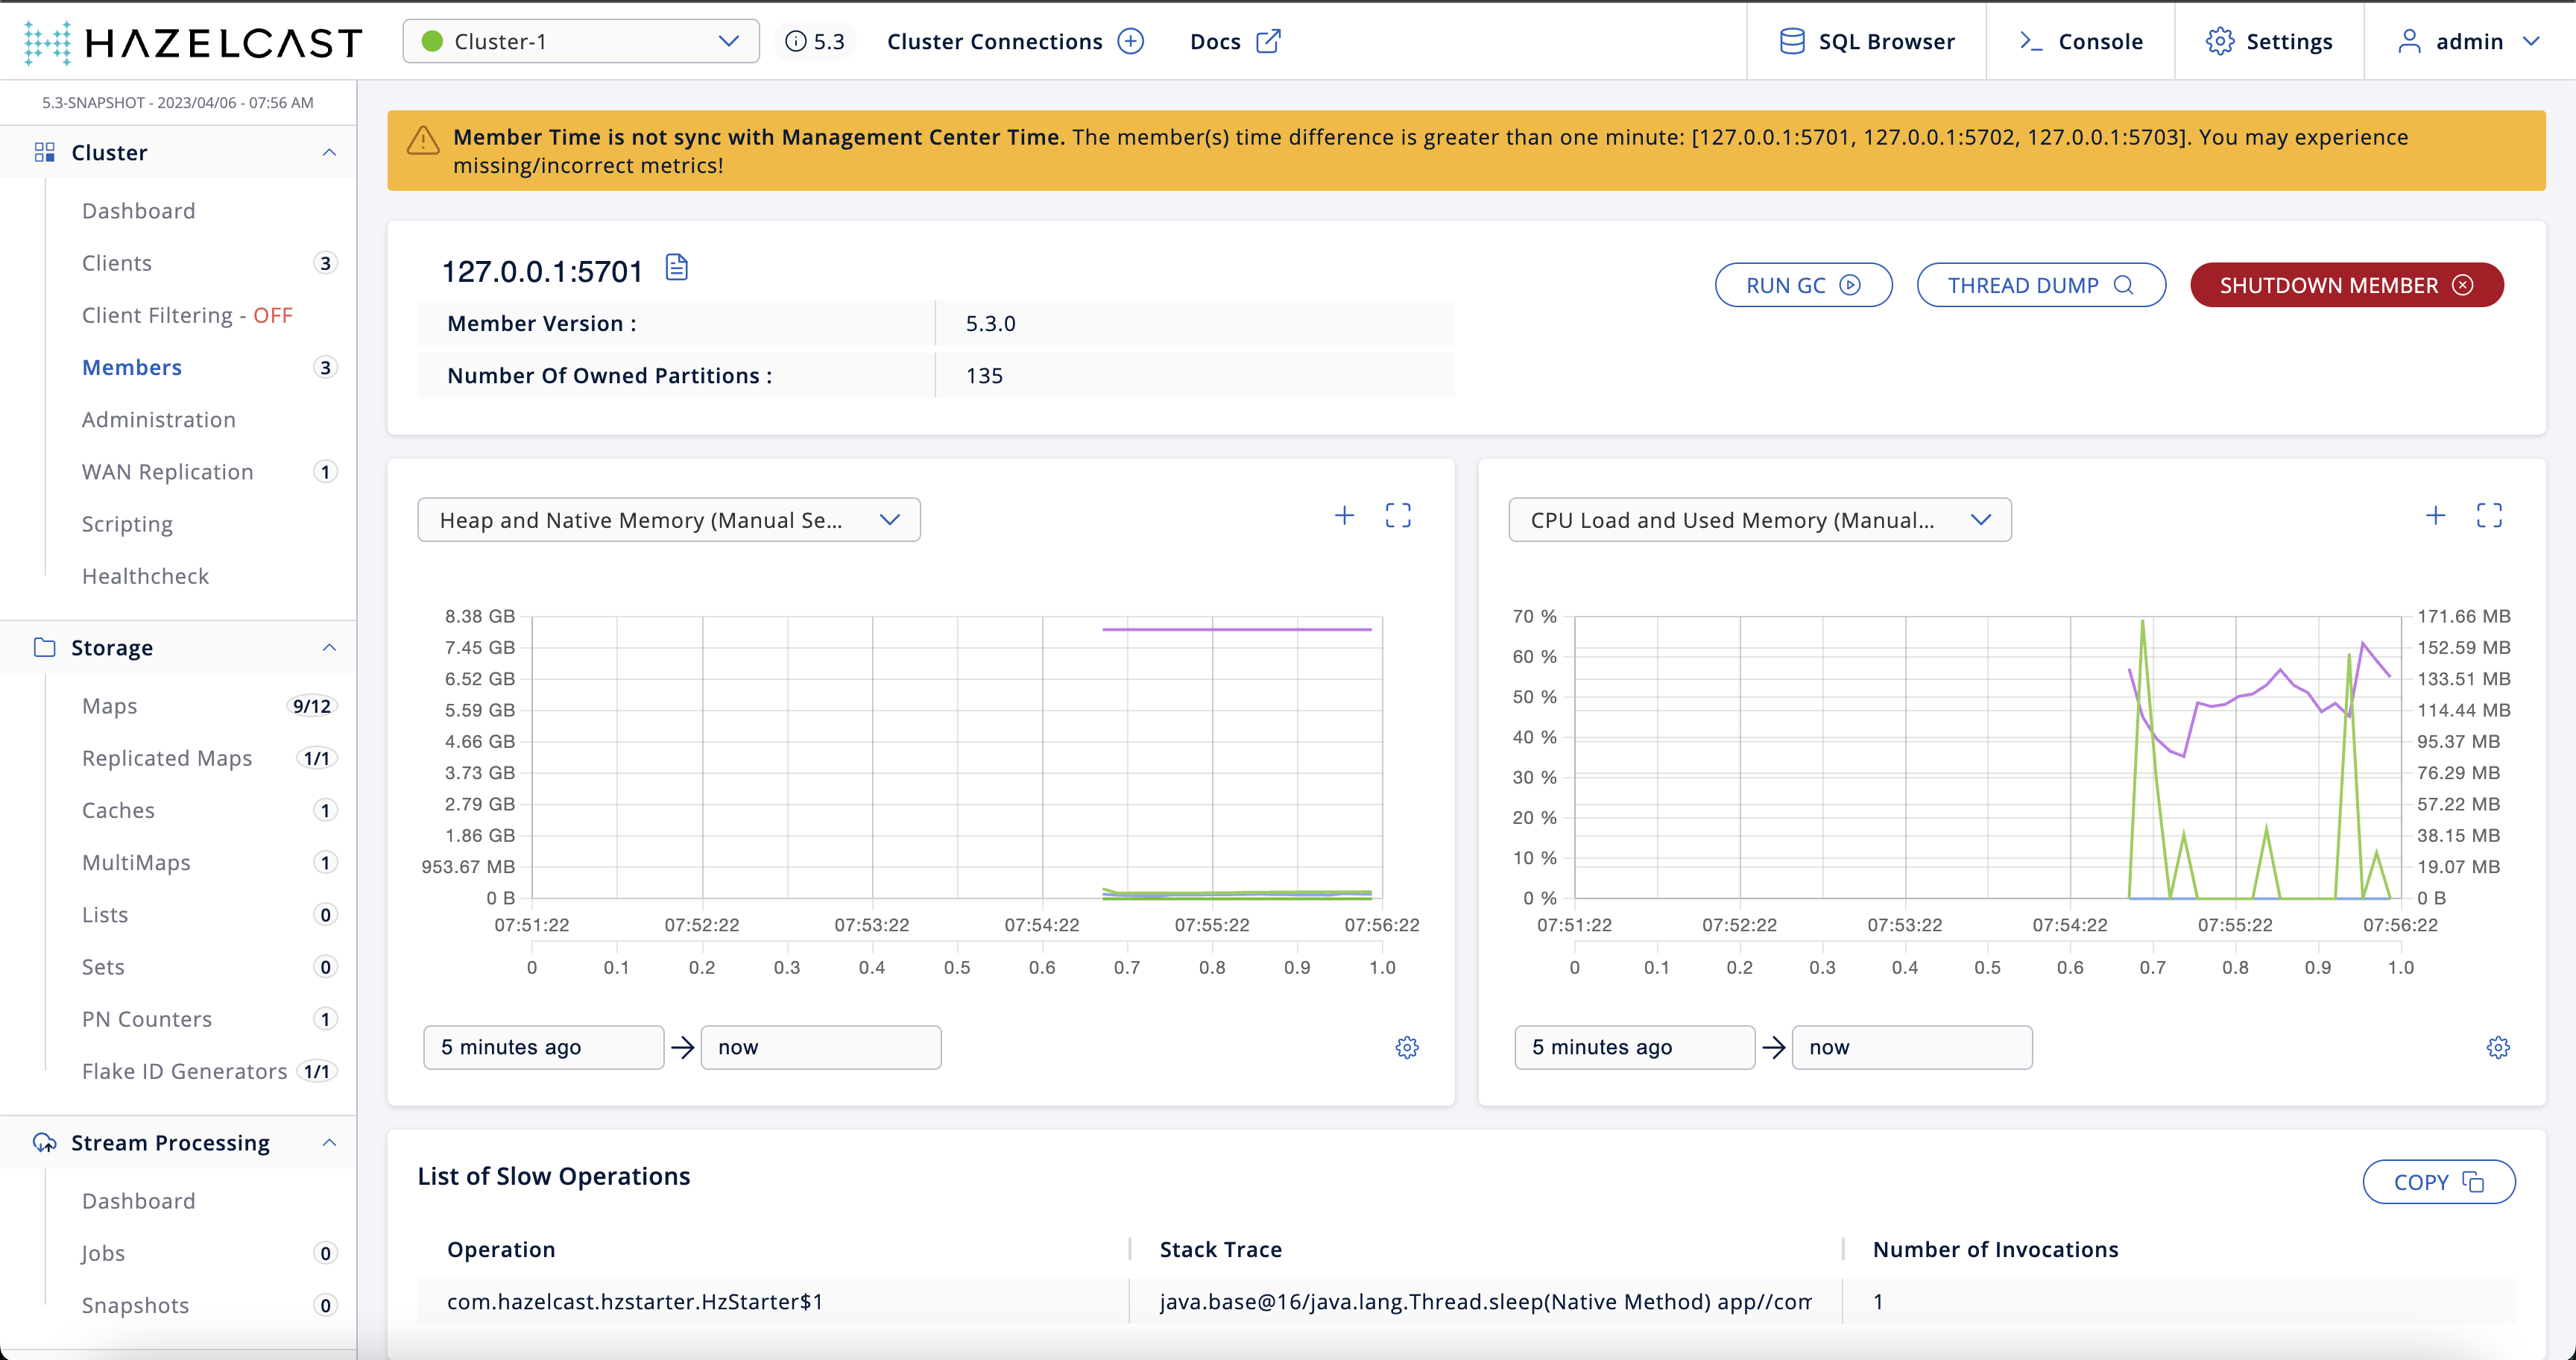 HAZELCAST
Cluster-1
5.3
Cluster Connections
Docs
SQL Browser
Console
Settings
admin
5.3-SNAPSHOT - 2023/04/06 - 07:56 AM
Cluster
Dashboard
Clients 3
Client Filtering - OFF
Members 3
Administration
WAN Replication 1
Scripting
Healthcheck
Storage
Maps 9/12
Replicated Maps 1/1
Caches 1
MultiMaps 1
Lists 0
Sets 0
PN Counters 1
Flake ID Generators 1/1
Stream Processing
Dashboard
Jobs 0
Snapshots 0
Member Time is not sync with Management Center Time. The member(s) time difference is greater than one minute: [127.0.0.1:5701, 127.0.0.1:5702, 127.0.0.1:5703]. You may experience
missing/incorrect metrics!
127.0.0.1:5701
RUN GC
THREAD DUMP
SHUTDOWN MEMBER
Member Version : 5.3.0
Number Of Owned Partitions : 135
Heap and Native Memory (Manual Se...
8.38 GB
7.45 GB
6.52 GB
5.59 GB
4.66 GB
3.73 GB
2.79 GB
1.86 GB
953.67 MB
0 B
07:51:22 07:52:22 07:53:22 07:54:22 07:55:22 07:56:22
0 0.1 0.2 0.3 0.4 0.5 0.6 0.7 0.8 0.9 1.0
5 minutes ago
now
CPU Load and Used Memory (Manual...
70 %
60 %
50 %
40 %
30 %
20 %
10 %
0 %
171.66 MB
152.59 MB
133.51 MB
114.44 MB
95.37 MB
76.29 MB
57.22 MB
38.15 MB
19.07 MB
0 B
07:51:22 07:52:22 07:53:22 07:54:22 07:55:22 07:56:22
0 0.1 0.2 0.3 0.4 0.5 0.6 0.7 0.8 0.9 1.0
5 minutes ago
now
List of Slow Operations
COPY
Operation Stack Trace Number of Invocations
com.hazelcast.hzstarter.HzStarter$1 java.base@16/java.lang.Thread.sleep(Native Method) app//com 1